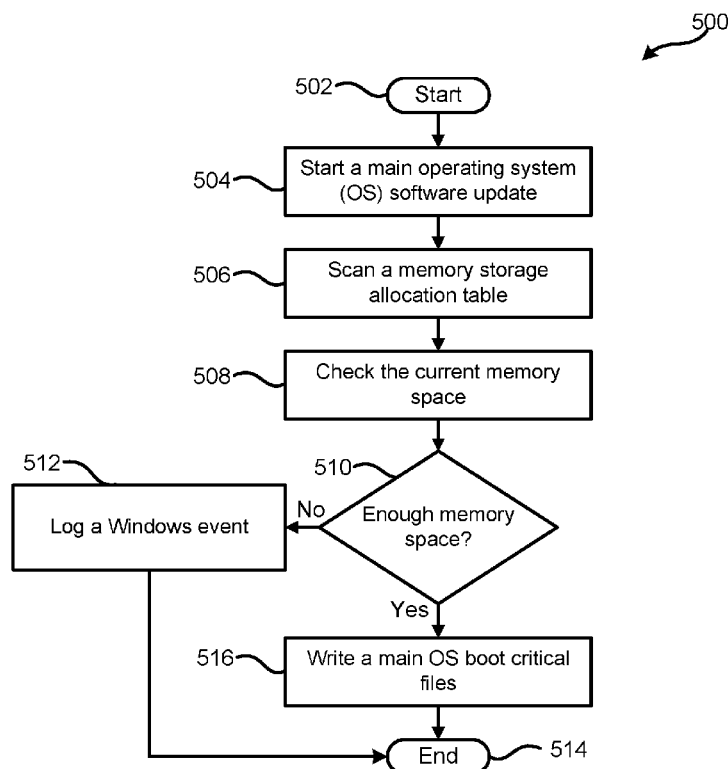 500
502
Start
504
Start a main operating system
(OS) software update
506
Scan a memory storage
allocation table
508
Check the current memory
space
512
510
Log a Windows event
No
Enough memory
space?
Yes
516
Write a main OS boot critical
files
End
514